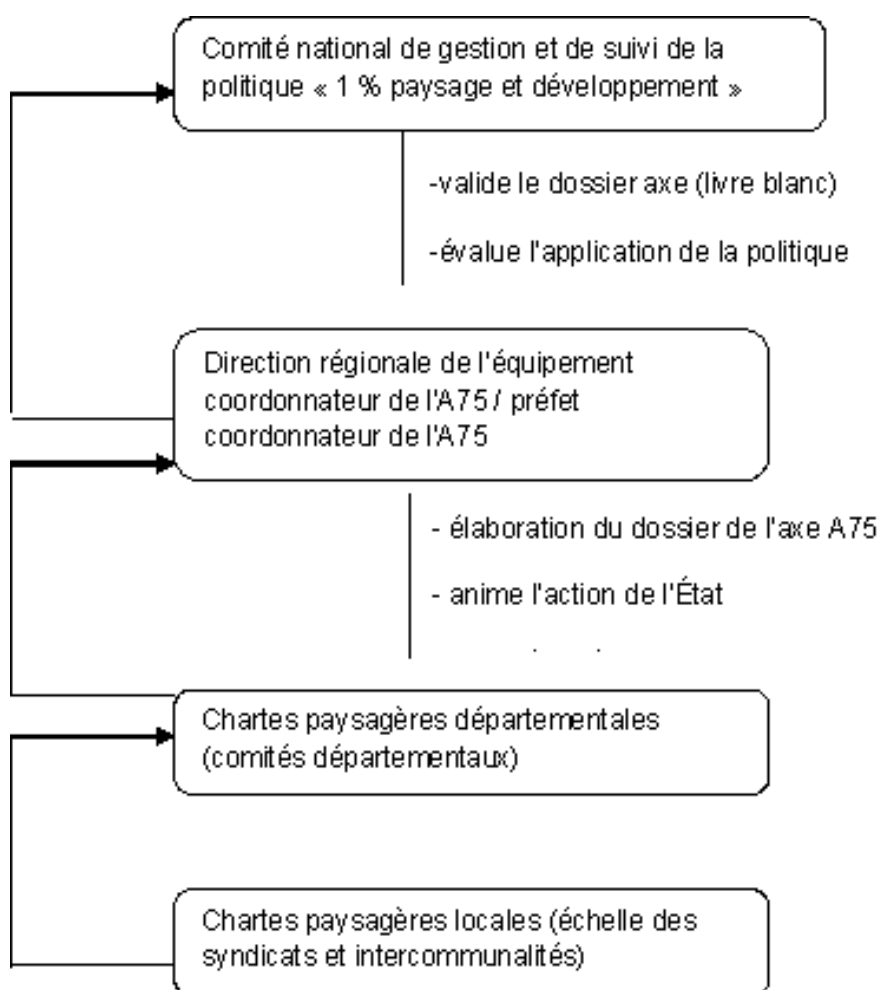 Comité national de gestion et de suivi de la
politique « 1 % paysage et développement »
-valide le dossier axe (livre blanc)
-évalue l'application de la politique
Direction régionale de l'équipement
coordonnateur de l'A75 / préfet
coordonnateur de l'A75
- élaboration du dossier de l'axe A75
- anime l'action de l'État
Chartes paysagères départementales
(comités départementaux)
Chartes paysagères locales (échelle des
syndicats et intercommunalités)